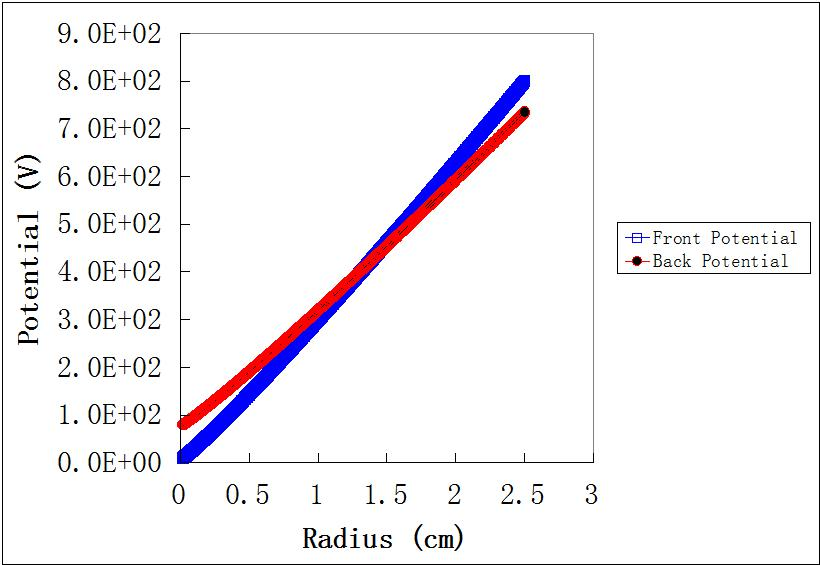 9.0E+02
8.0E+02
7.0E+02
6.0E+02
5.0E+02
4.0E+02
3.0E+02
2.0E+02
1.0E+02
0.0E+00
Potential (V)
0 0.5 1 1.5 2 2.5 3
Radius (cm)
Front Potential
Back Potential